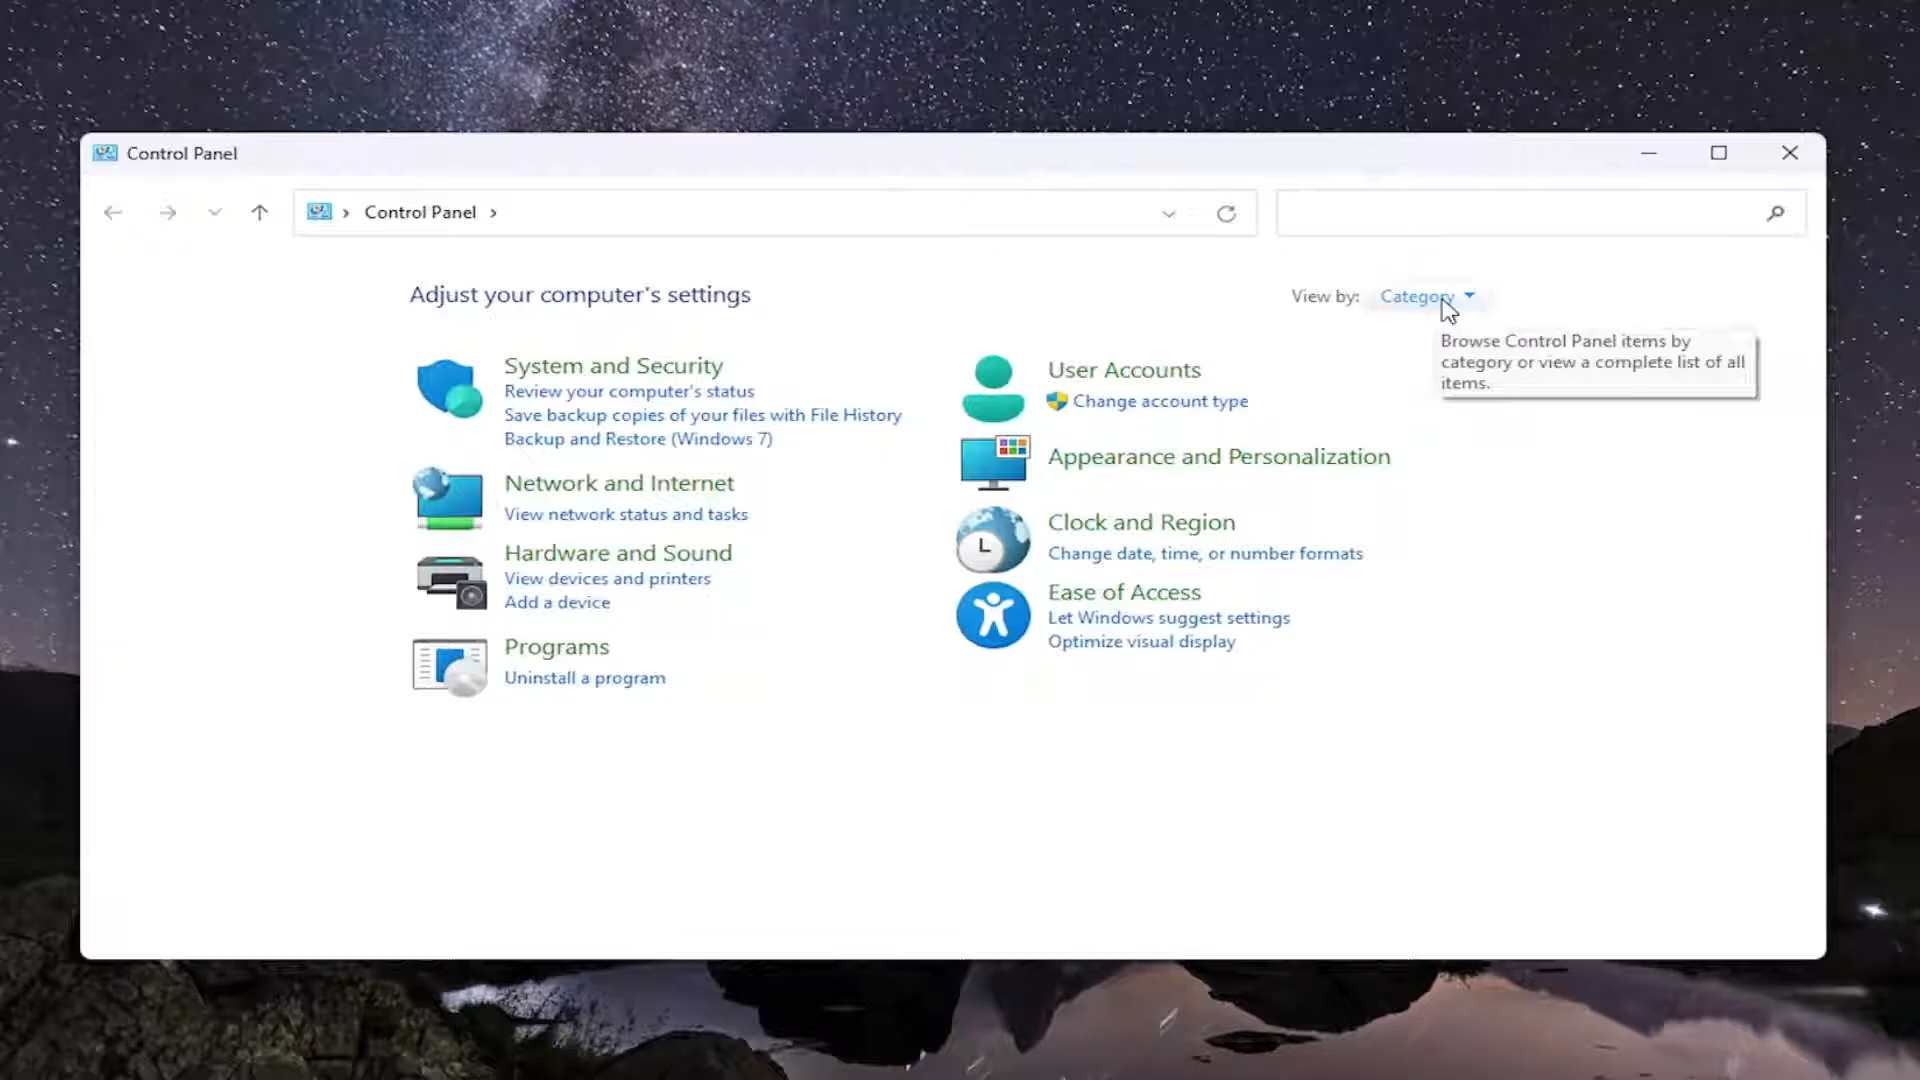 Control Panel
Control Panel
Adjust your computer's settings
View by: Category
Browse Control Panel items by
category or view a complete list of all
items.
System and Security
Review your computer's status
Save backup copies of your files with File History
Backup and Restore (Windows 7)
Network and Internet
View network status and tasks
Hardware and Sound
View devices and printers
Add a device
Programs
Uninstall a program
User Accounts
Change account type
Appearance and Personalization
Clock and Region
Change date, time, or number formats
Ease of Access
Let Windows suggest settings
Optimize visual display